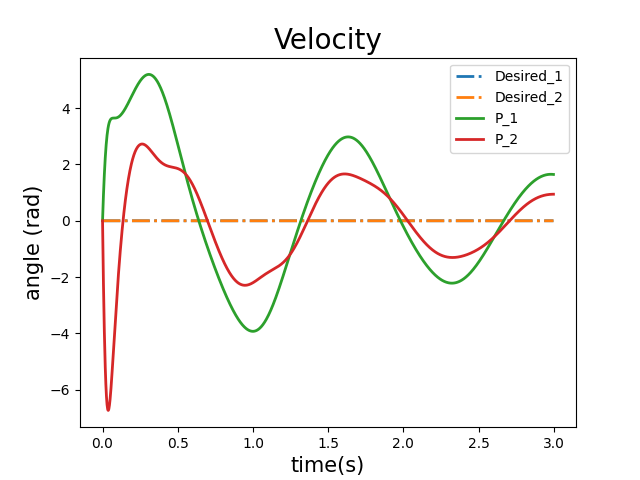 Velocity
Desired_1
Desired_2
P_1
P_2
4
2
0
−2
−4
−6
angle (rad)
0.0 0.5 1.0 1.5 2.0 2.5 3.0
time(s)